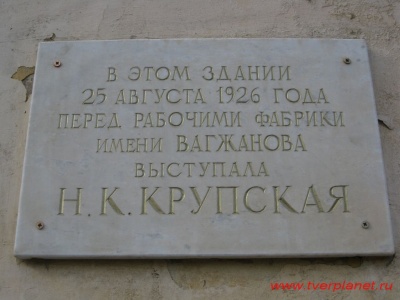 В ЭТОМ ЗДАНИИ
25 АВГУСТА 1926 ГОДА
ПЕРЕД РАБОЧИМИ ФАБРИКИ
ИМЕНИ ВАГЖАНОВА
ВЫСТУПАЛА
Н. К. КРУПСКАЯ
www.tverplanet.ru